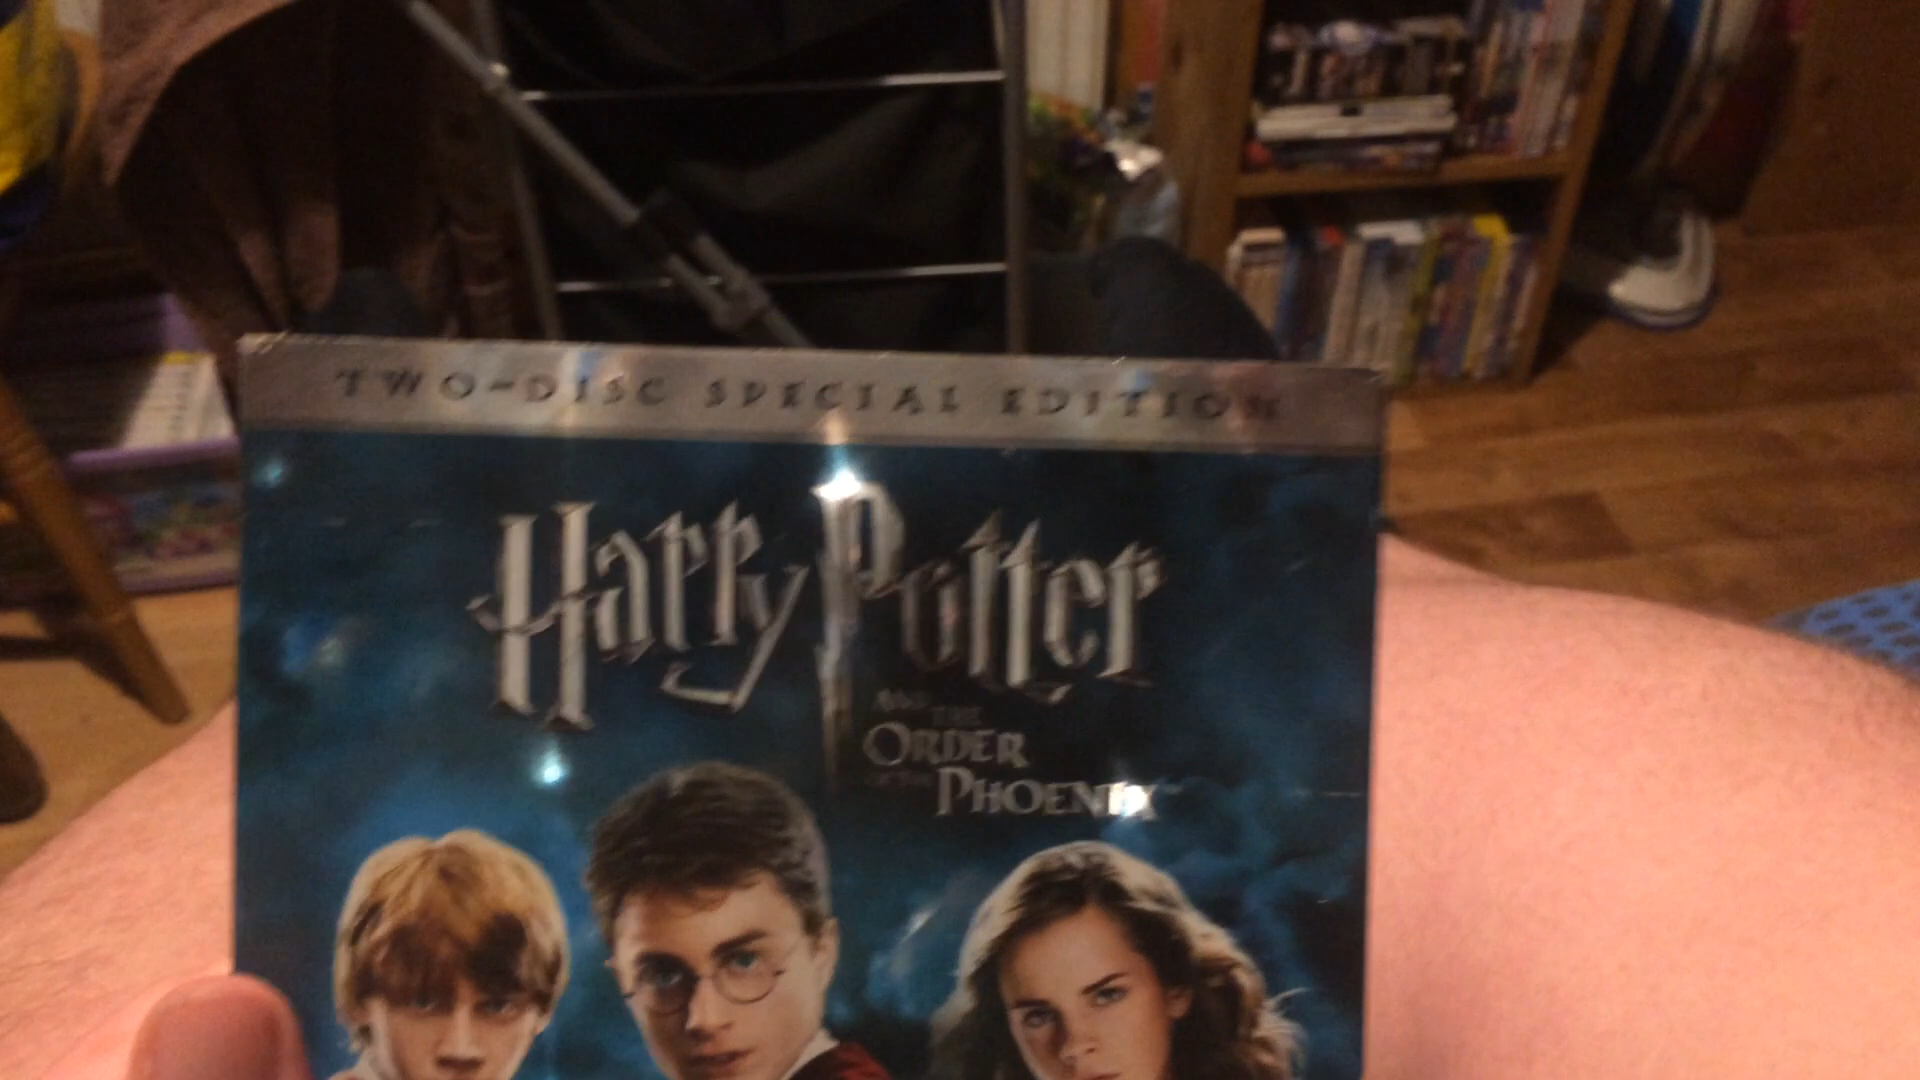 TWO-DISC SPECIAL EDITION
Harry Potter
AND THE
ORDER
OF THE
PHOENIX